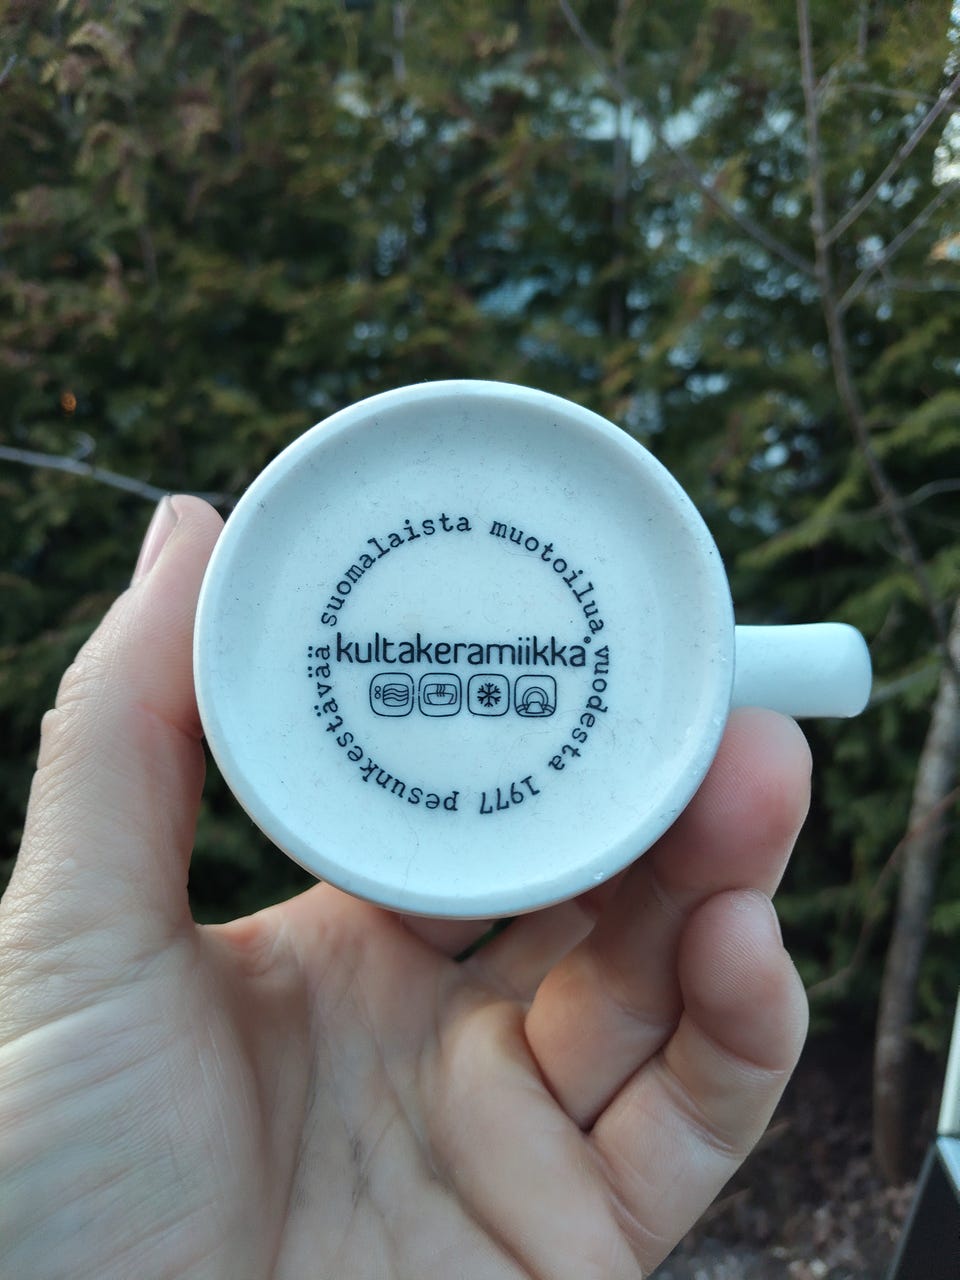 suomalaista muotoilua vuodesta 1977 pesunkestävää
kultakeramiikka®